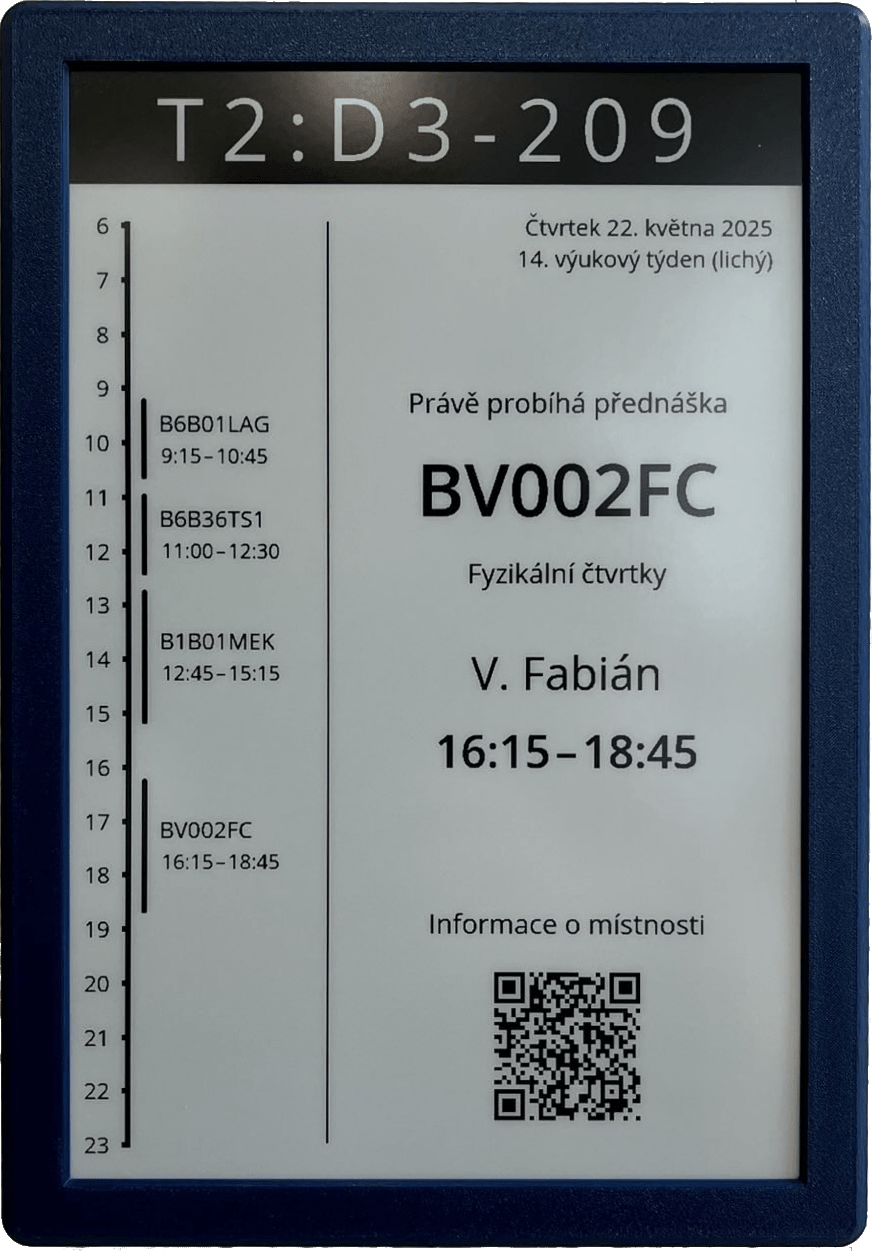 T2:D3-209
6
7
8
9
10
11
12
13
14
15
16
17
18
19
20
21
22
23
B6B01LAG
9:15–10:45
B6B36TS1
11:00–12:30
B1B01MEK
12:45–15:15
BV002FC
16:15–18:45
Čtvrtek 22. května 2025
14. výukový týden (lichý)
Právě probíhá přednáška
BV002FC
Fyzikální čtvrtky
V. Fabián
16:15–18:45
Informace o místnosti